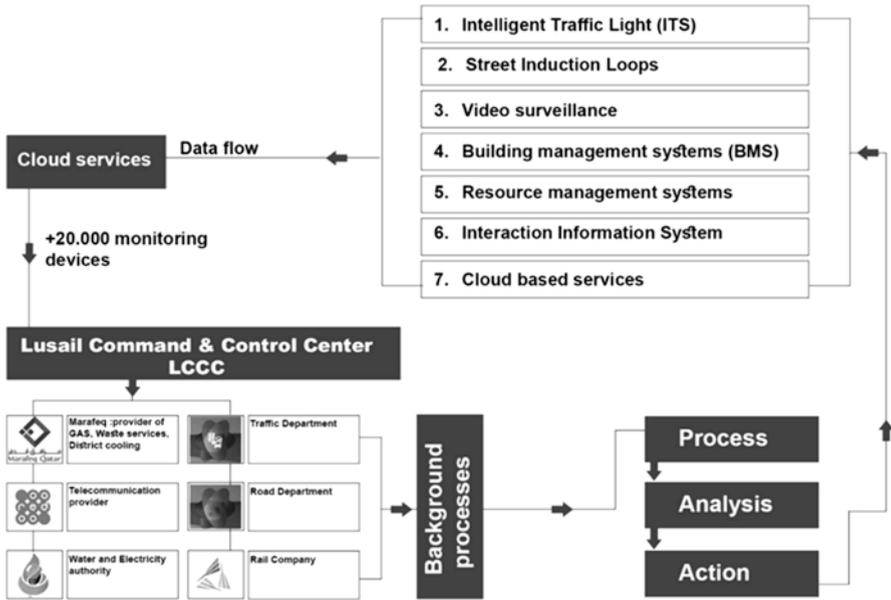 1. Intelligent Traffic Light (ITS)
2. Street Induction Loops
3. Video surveillance
4. Building management systems (BMS)
5. Resource management systems
6. Interaction Information System
7. Cloud based services
Cloud services
Data flow
+20.000 monitoring
devices
Lusail Command & Control Center
LCCC
Marafeq :provider of
GAS, Waste services,
District cooling
Marafeq Qatar
Traffic Department
Telecommunication
provider
Road Department
Water and Electricity
authority
Rail Company
Background
processes
Process
Analysis
Action